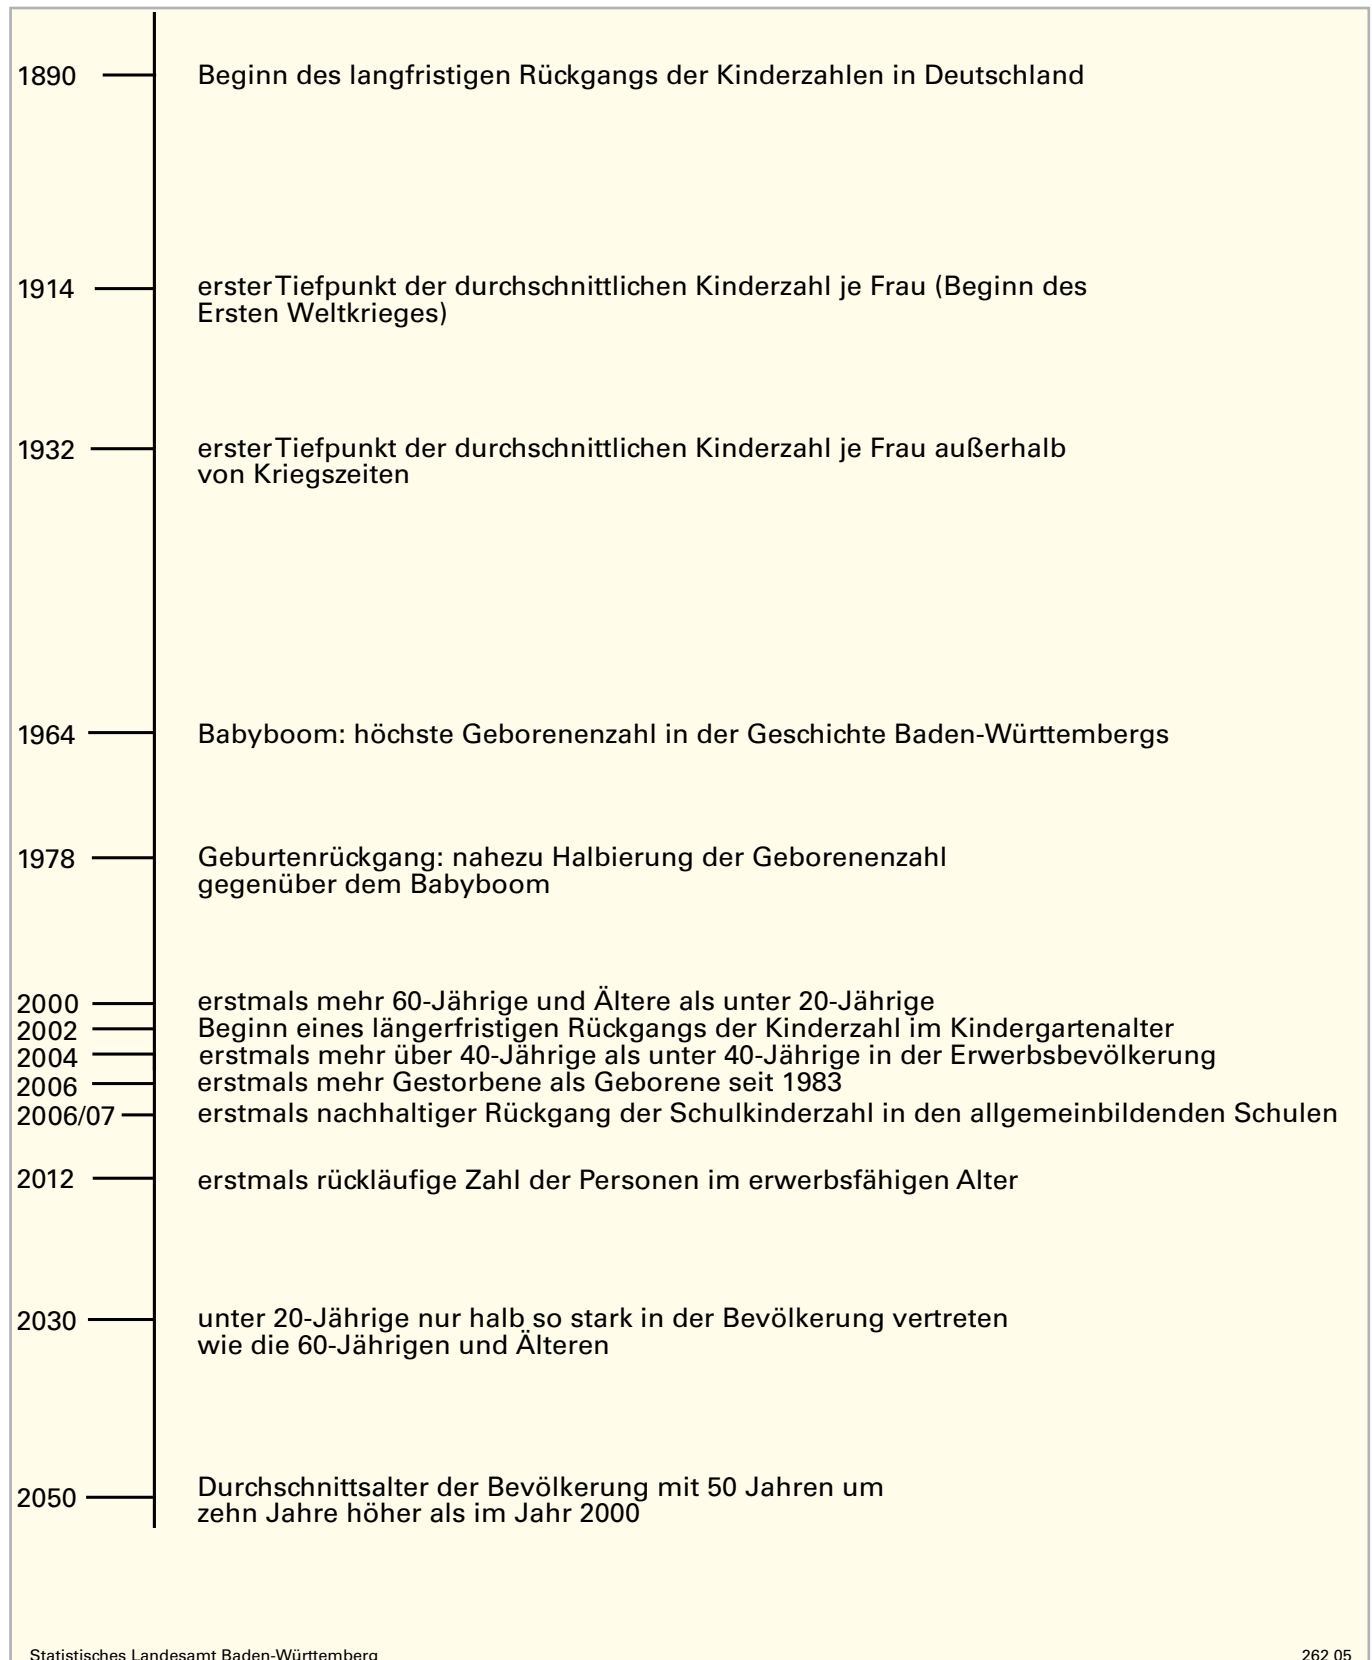 1890 Beginn des langfristigen Rückgangs der Kinderzahlen in Deutschland
1914 erster Tiefpunkt der durchschnittlichen Kinderzahl je Frau (Beginn des
Ersten Weltkrieges)
1932 erster Tiefpunkt der durchschnittlichen Kinderzahl je Frau außerhalb
von Kriegszeiten
1964 Babyboom: höchste Geborenenzahl in der Geschichte Baden-Württembergs
1978 Geburtenrückgang: nahezu Halbierung der Geborenenzahl
gegenüber dem Babyboom
2000 erstmals mehr 60-Jährige und Ältere als unter 20-Jährige
2002 Beginn eines längerfristigen Rückgangs der Kinderzahl im Kindergartenalter
2004 erstmals mehr über 40-Jährige als unter 40-Jährige in der Erwerbsbevölkerung
2006 erstmals mehr Gestorbene als Geborene seit 1983
2006/07 erstmals nachhaltiger Rückgang der Schulkinderzahl in den allgemeinbildenden Schulen
2012 erstmals rückläufige Zahl der Personen im erwerbsfähigen Alter
2030 unter 20-Jährige nur halb so stark in der Bevölkerung vertreten
wie die 60-Jährigen und Älteren
2050 Durchschnittsalter der Bevölkerung mit 50 Jahren um
zehn Jahre höher als im Jahr 2000
Statistisches Landesamt Baden-Württemberg 262 05